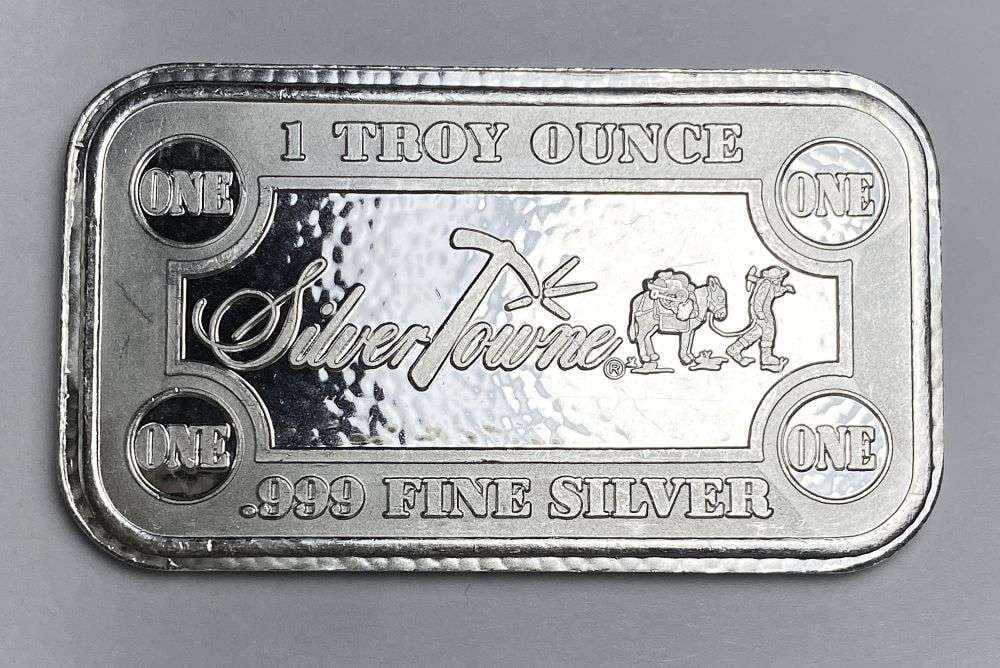 1 TROY OUNCE
ONE ONE
SilverTowne®
ONE ONE
.999 FINE SILVER